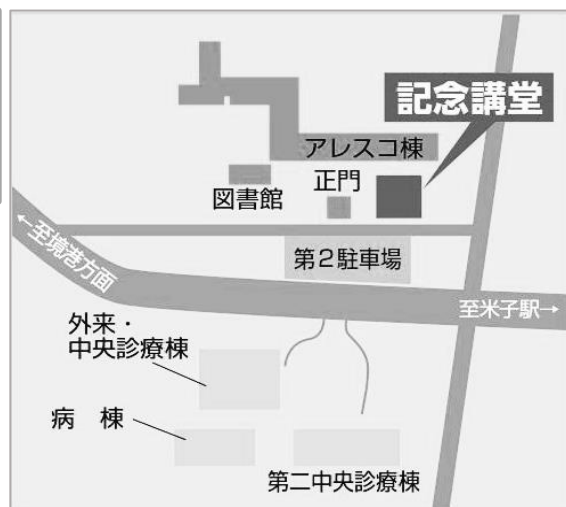 記念講堂
アレスコ棟
図書館
正門
第2駐車場
←至境港方面
至米子駅→
外来・
中央診療棟
病 棟
第二中央診療棟